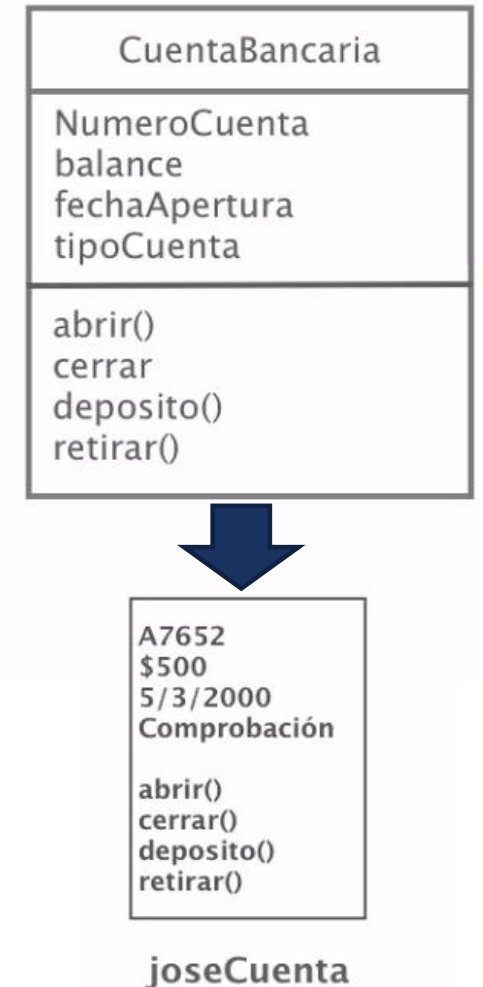 CuentaBancaria
NumeroCuenta
balance
fechaApertura
tipoCuenta
abrir()
cerrar
deposito()
retirar()
A7652
$500
5/3/2000
Comprobación
abrir()
cerrar()
deposito()
retirar()
joseCuenta